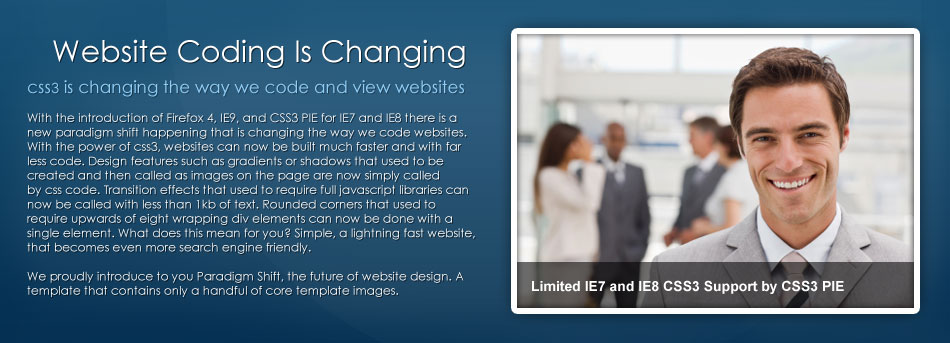 Website Coding Is Changing
css3 is changing the way we code and view websites
With the introduction of Firefox 4, IE9, and CSS3 PIE for IE7 and IE8 there is a
new paradigm shift happening that is changing the way we code websites.
With the power of css3, websites can now be built much faster and with far
less code. Design features such as gradients or shadows that used to be
created and then called as images on the page are now simply called
by css code. Transition effects that used to require full javascript libraries can
now be called with less than 1kb of text. Rounded corners that used to
require upwards of eight wrapping div elements can now be done with a
single element. What does this mean for you? Simple, a lightning fast website,
that becomes even more search engine friendly.
We proudly introduce to you Paradigm Shift, the future of website design. A
template that contains only a handful of core template images.
Limited IE7 and IE8 CSS3 Support by CSS3 PIE